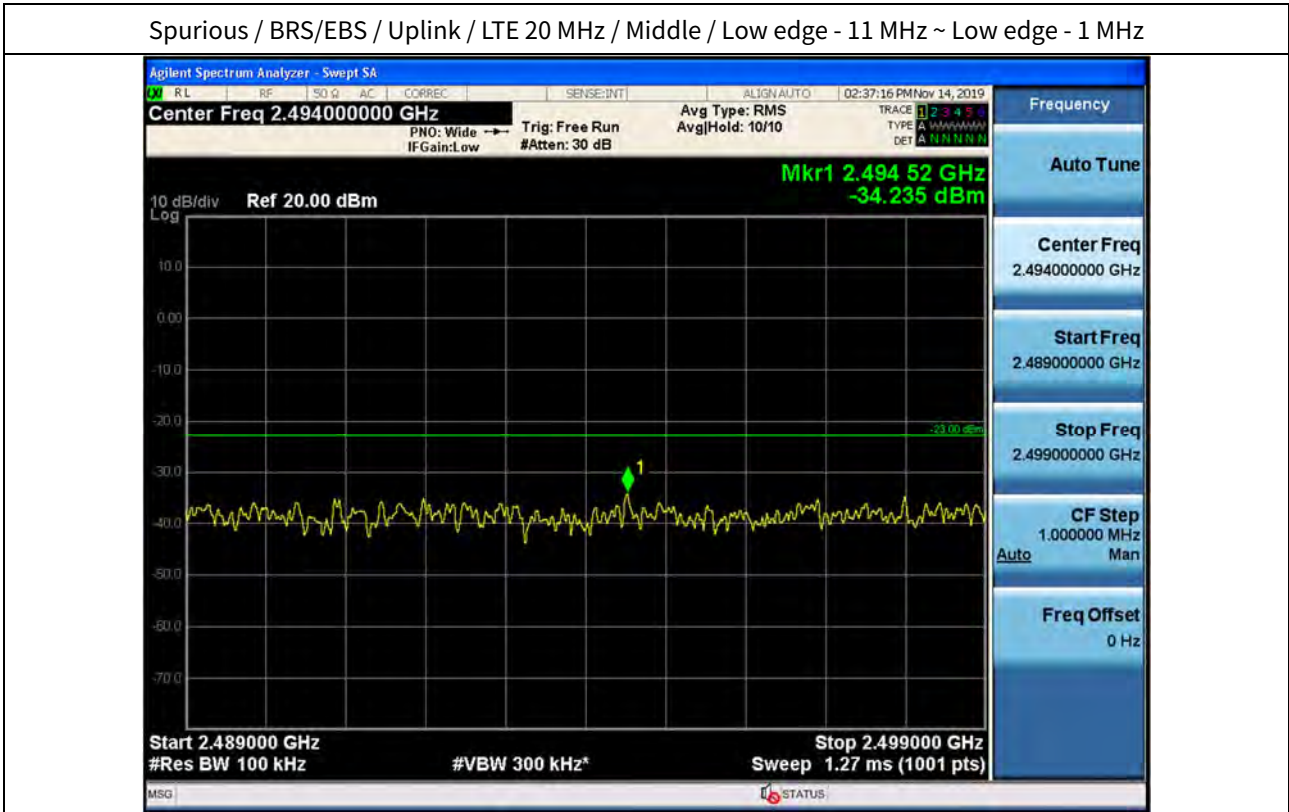 Spurious / BRS/EBS / Uplink / LTE 20 MHz / Middle / Low edge - 11 MHz ~ Low edge - 1 MHz
Agilent Spectrum Analyzer - Swept SA
RL RF 50 Ω AC CORREC SENSE:INT ALIGN AUTO 02:37:16 PM Nov 14, 2019
Center Freq 2.494000000 GHz
PNO: Wide
IFGain:Low
Trig: Free Run
#Atten: 30 dB
Avg Type: RMS
Avg|Hold: 10/10
TRACE 1 2 3 4 5 6
TYPE A WWWWW
DET A N N N N N
Mkr1 2.494 52 GHz
-34.235 dBm
10 dB/div Ref 20.00 dBm
Log
10.0
0.00
-10.0
-20.0
-23.00 dBm
-30.0
1
-40.0
-50.0
-60.0
-70.0
Start 2.489000 GHz
Stop 2.499000 GHz
#Res BW 100 kHz
#VBW 300 kHz*
Sweep 1.27 ms (1001 pts)
MSG
STATUS
Frequency
Auto Tune
Center Freq
2.494000000 GHz
Start Freq
2.489000000 GHz
Stop Freq
2.499000000 GHz
CF Step
1.000000 MHz
Auto Man
Freq Offset
0 Hz